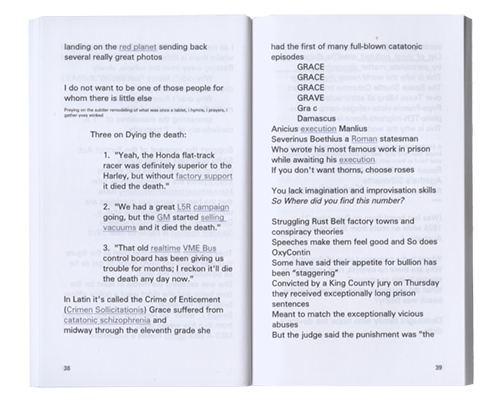 landing on the red planet sending back
several really great photos
I do not want to be one of those people for
whom there is little else
Preying on the subtler remodeling of what was once a tablet, I hymns, I prayers, I
gather yves winked
Three on Dying the death:
1. "Yeah, the Honda flat-track
racer was definitely superior to the
Harley, but without factory support
it died the death."
2. "We had a great L5R campaign
going, but the GM started selling
vacuums and it died the death."
3. "That old realtime VME Bus
control board has been giving us
trouble for months; I reckon it'll die
the death any day now."
In Latin it's called the Crime of Enticement
(Crimen Sollicitationis) Grace suffered from
catatonic schizophrenia and
midway through the eleventh grade she
38
had the first of many full-blown catatonic
episodes
GRACE
GRACE
GRACE
GRAVE
Gra c
Damascus
Anicius execution Manlius
Severinus Boethius a Roman statesman
Who wrote his most famous work in prison
while awaiting his execution
If you don't want thorns, choose roses
You lack imagination and improvisation skills
So Where did you find this number?
Struggling Rust Belt factory towns and
conspiracy theories
Speeches make them feel good and So does
OxyContin
Some have said their appetite for bullion has
been "staggering"
Convicted by a King County jury on Thursday
they received exceptionally long prison
sentences
Meant to match the exceptionally vicious
abuses
But the judge said the punishment was "the
39